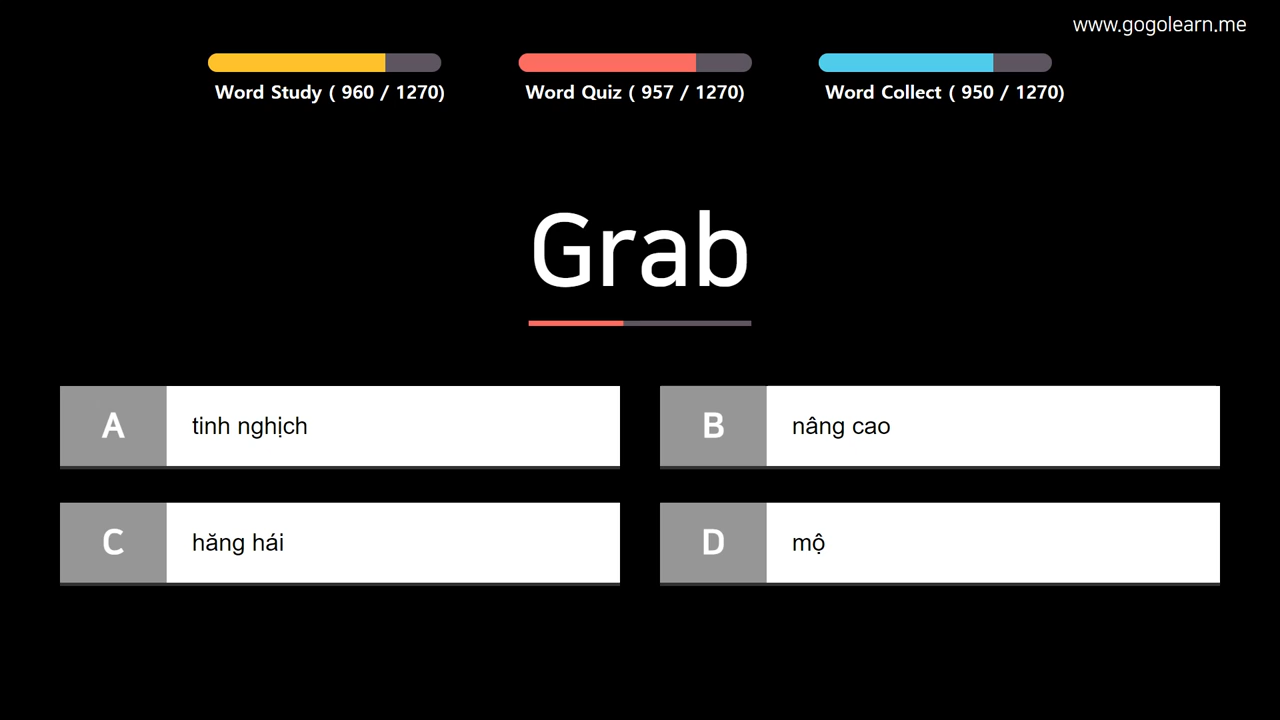 www.gogolearn.me
Word Study ( 960 / 1270)
Word Quiz ( 957 / 1270)
Word Collect ( 950 / 1270)
Grab
A tinh nghịch
B nâng cao
C hăng hái
D mộ